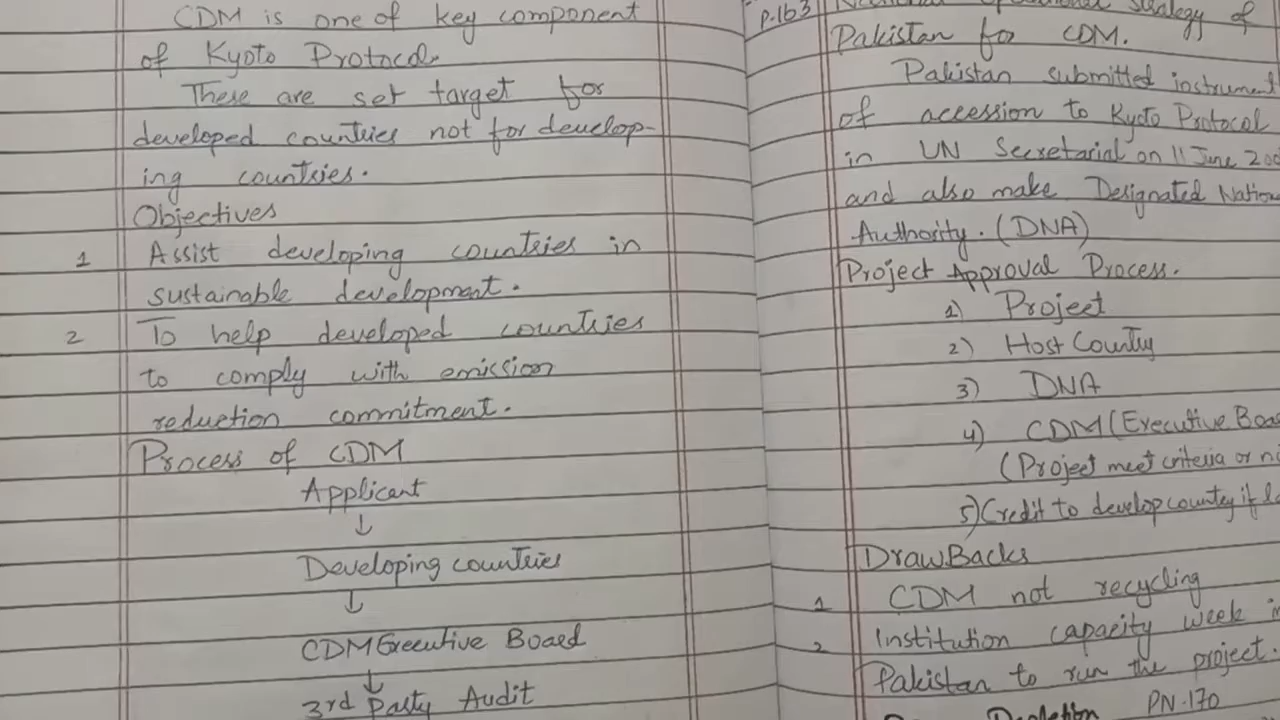 CDM is one of key component
of Kyoto Protocol.
These are set target for
developed countries not for develop-
ing countries.
Objectives
1 Assist developing countries in
sustainable development.
2 To help developed countries
to comply with emission
reduction commitment.
Process of CDM
Applicant
↓
Developing countries
↓
CDM Executive Board
↓
3rd Party Audit
P.163
of
Pakistan for CDM.
Pakistan submitted instrument
of accession to Kyoto Protocol
in UN Secretarial on 11 June
and also make Designated
Authority. (DNA)
Project Approval Process.
1) Project
2) Host Country
3) DNA
4) CDM (Executive
(Project meet criteria or
5) Credit to develop county if
DrawBacks
1 CDM not recycling
2 Institution capacity week
Pakistan to run the project.
Depletion PN.170